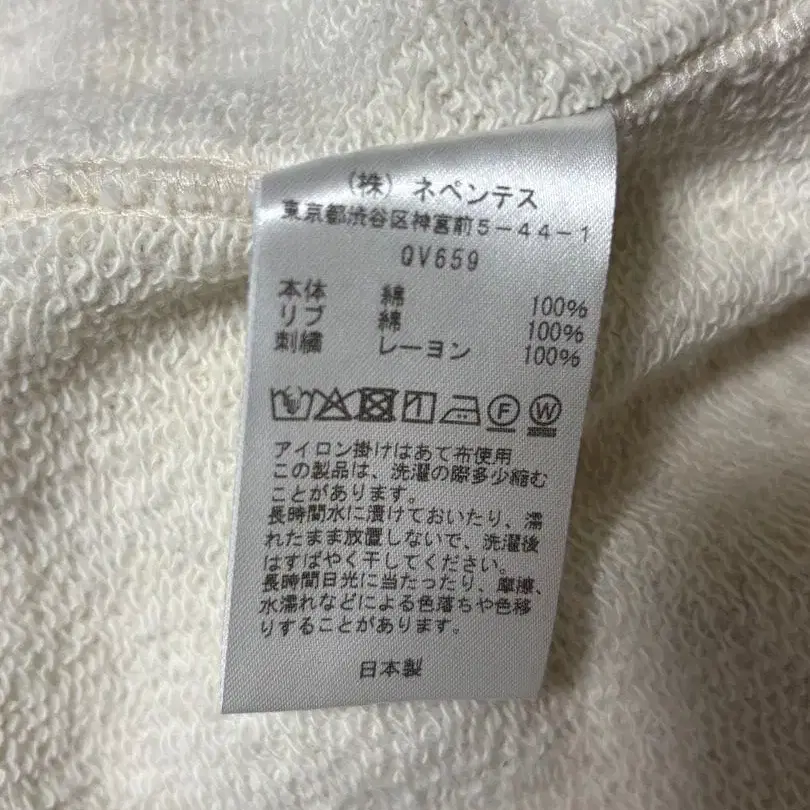 (株) ネペンテス
東京都渋谷区神宮前5-44-1
QV659
本体 綿 100%
リブ 綿 100%
刺繍 レーヨン 100%
F W
アイロン掛けはあて布使用
この製品は、洗濯の際多少縮む
ことがあります。
長時間水に漬けておいたり、濡
れたまま放置しないで、洗濯後
はすばやく干してください。
長時間日光に当たったり、摩擦、
水濡れなどによる色落ちや色移
りすることがあります。
日本製